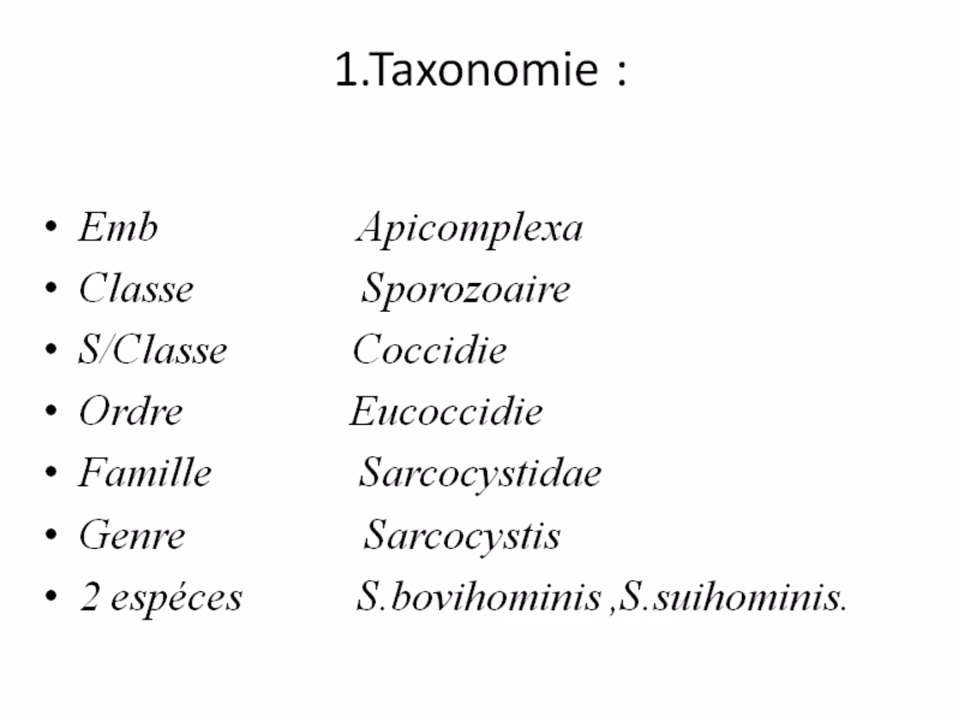 1.Taxonomie :
• Emb Apicomplexa
• Classe Sporozoaire
• S/Classe Coccidie
• Ordre Eucoccidie
• Famille Sarcocystidae
• Genre Sarcocystis
• 2 espéces S.bovihominis ,S.suihominis.